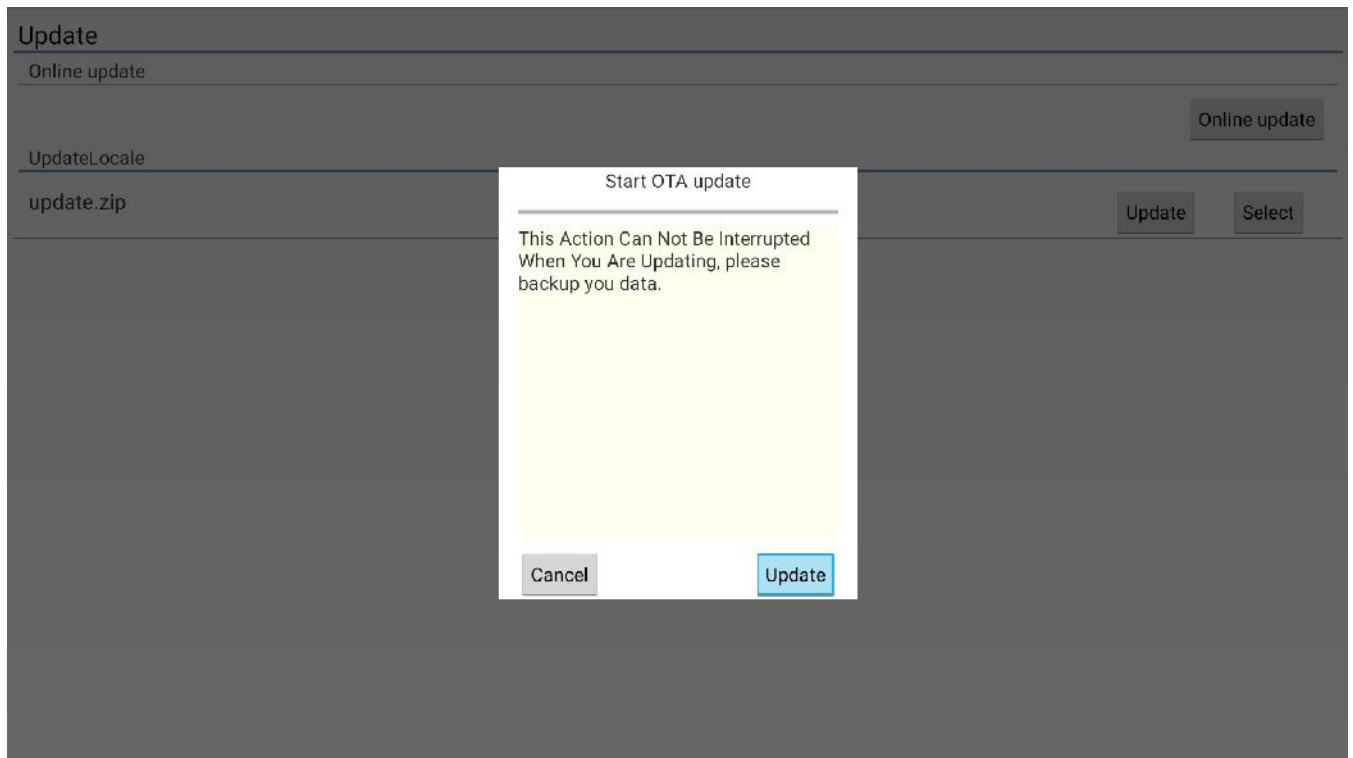 Update
Online update
Online update
UpdateLocale
update.zip
Update
Select
Start OTA update
This Action Can Not Be Interrupted
When You Are Updating, please
backup you data.
Cancel
Update